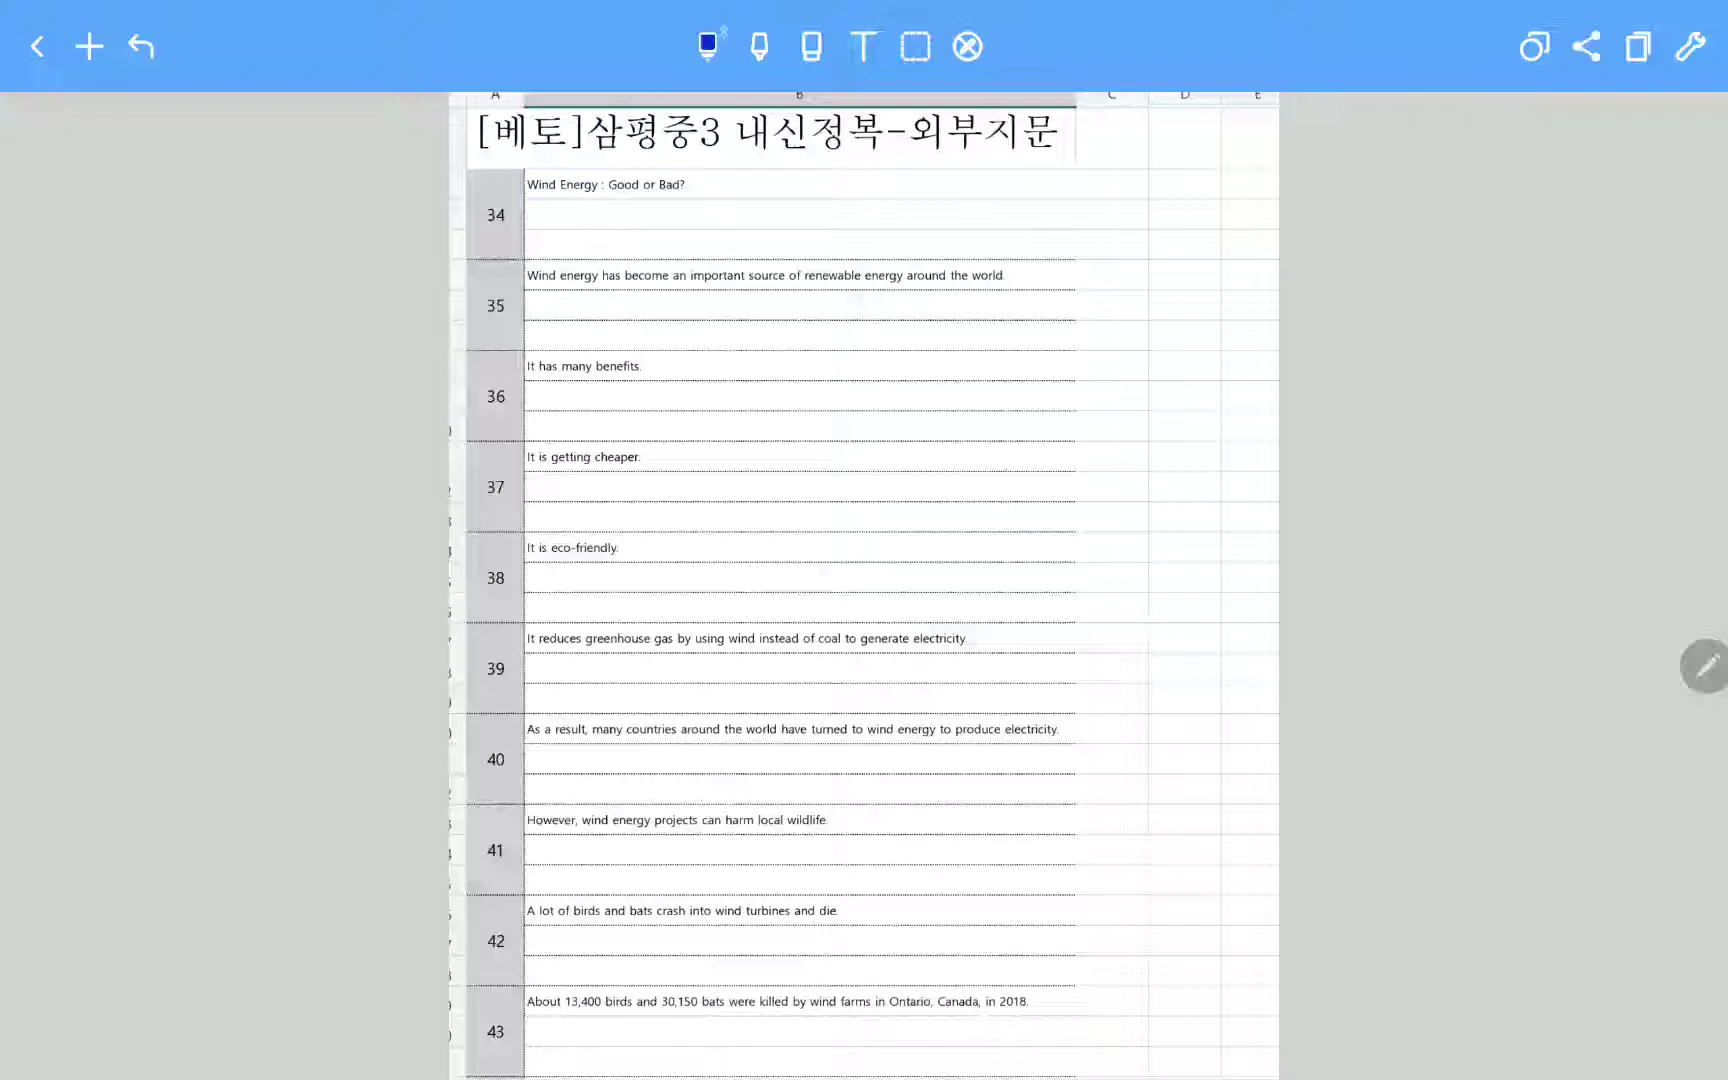 A B C D E
[베토]삼평중3 내신정복-외부지문
34 Wind Energy : Good or Bad?
35 Wind energy has become an important source of renewable energy around the world.
36 It has many benefits.
37 It is getting cheaper.
38 It is eco-friendly.
39 It reduces greenhouse gas by using wind instead of coal to generate electricity.
40 As a result, many countries around the world have turned to wind energy to produce electricity.
41 However, wind energy projects can harm local wildlife.
42 A lot of birds and bats crash into wind turbines and die.
43 About 13,400 birds and 30,150 bats were killed by wind farms in Ontario, Canada, in 2018.